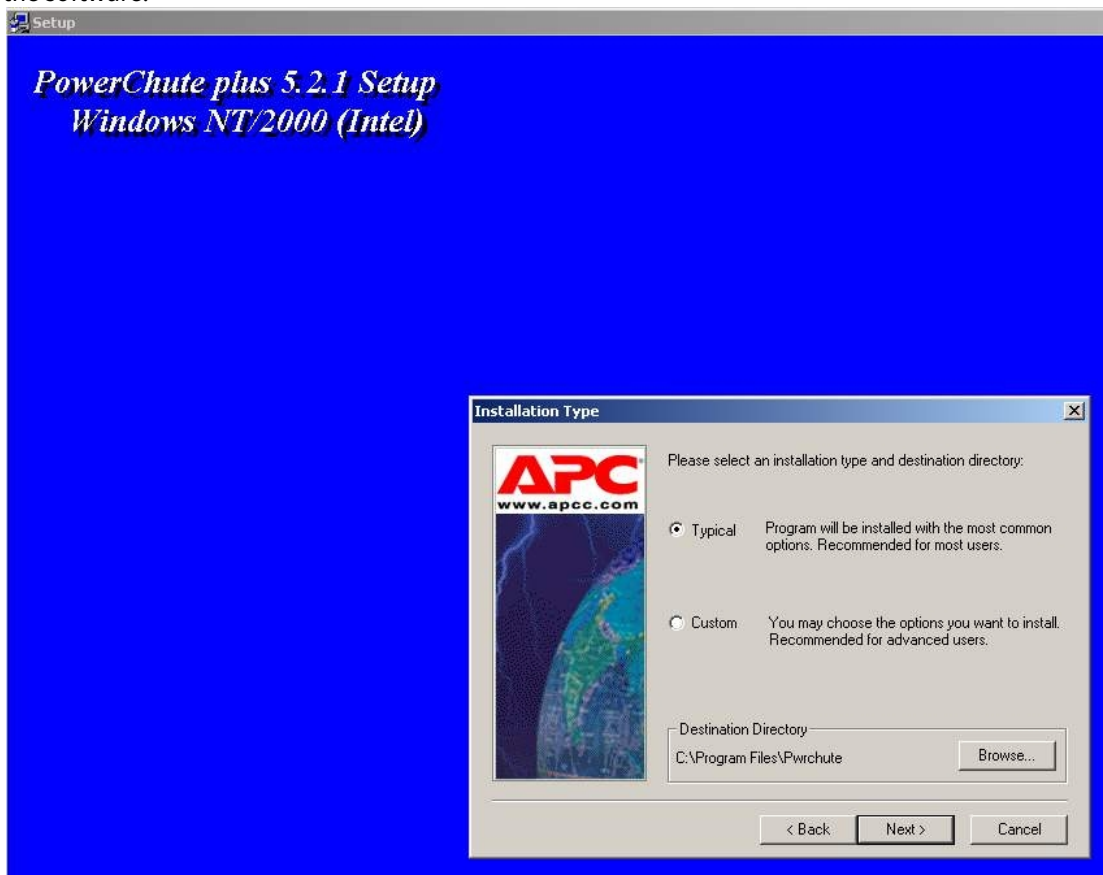 the software.
Setup
PowerChute plus 5.2.1 Setup
Windows NT/2000 (Intel)
Installation Type
APC
www.apcc.com
Please select an installation type and destination directory:
Typical
Program will be installed with the most common
options. Recommended for most users.
Custom
You may choose the options you want to install.
Recommended for advanced users.
Destination Directory
C:\Program Files\Pwrchute
Browse...
< Back
Next >
Cancel